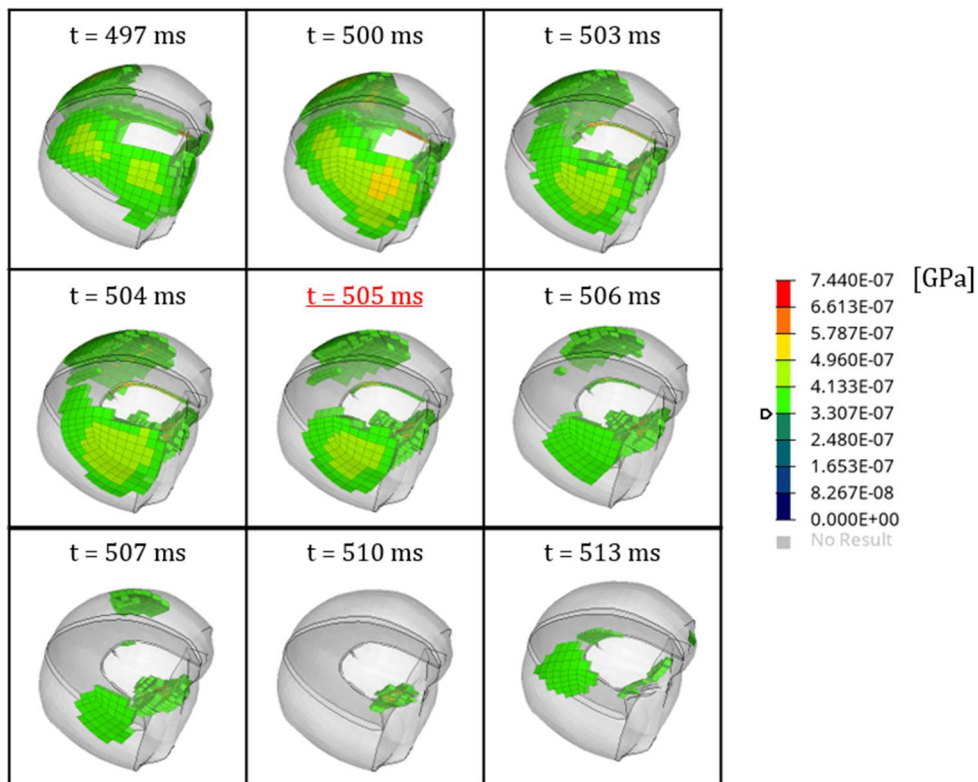 t = 497 ms
t = 500 ms
t = 503 ms
t = 504 ms
t = 505 ms
t = 506 ms
t = 507 ms
t = 510 ms
t = 513 ms
[GPa]
7.440E-07
6.613E-07
5.787E-07
4.960E-07
4.133E-07
3.307E-07
2.480E-07
1.653E-07
8.267E-08
0.000E+00
No Result